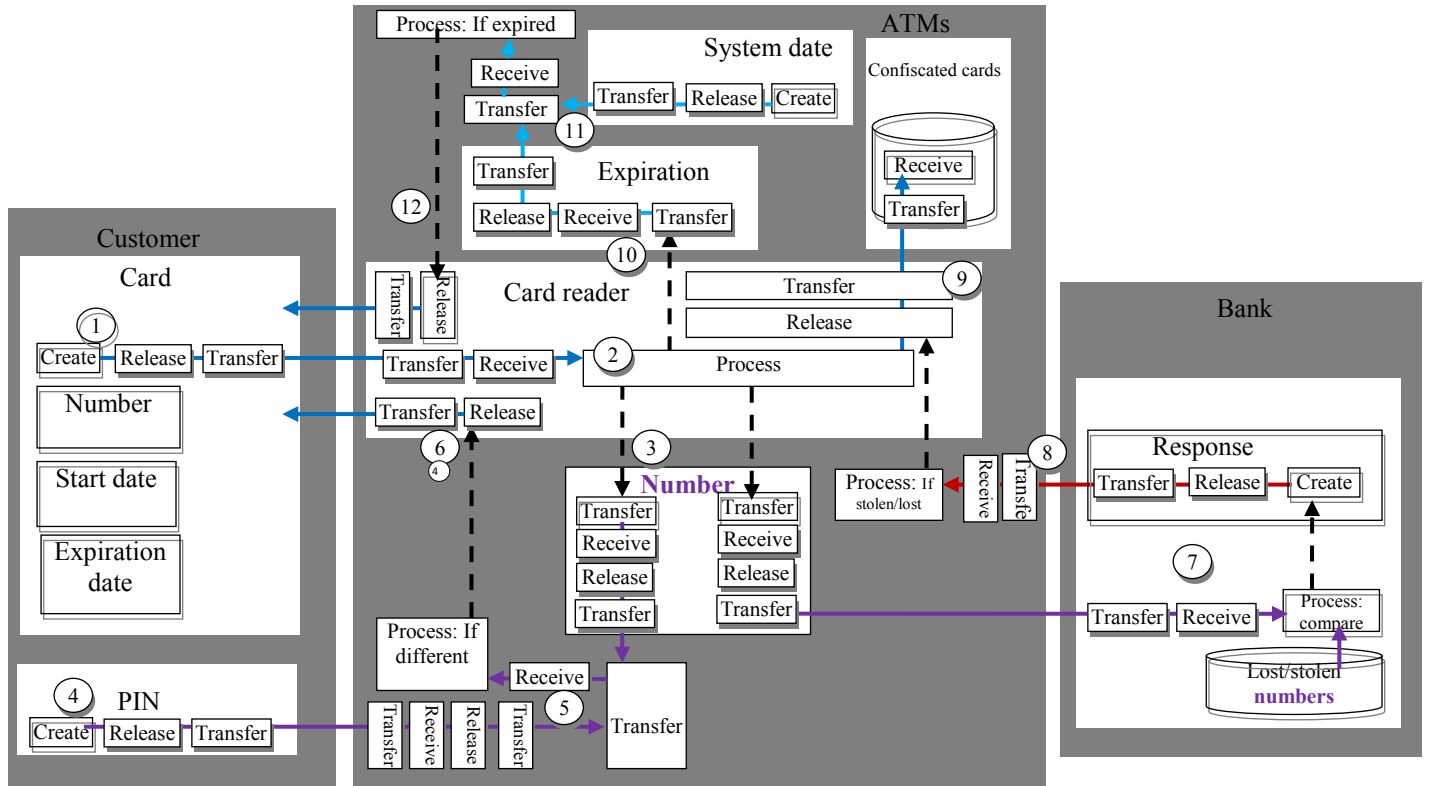 Process: If expired
ATMs
System date
Receive
Transfer
Transfer
Release
Create
11
Confiscated cards
Receive
Transfer
Transfer
Expiration
Release
Receive
Transfer
12
10
Customer
Card
1
Create
Release
Transfer
Number
Start date
Expiration
date
Transfer
Release
Card reader
Transfer
9
Release
Transfer
Receive
2
Process
Transfer
Release
6
4
3
Number
Transfer
Receive
Release
Transfer
Transfer
Receive
Release
Transfer
Process: If
stolen/lost
Receive
Transfe
8
Bank
Response
Transfer
Release
Create
7
Transfer
Receive
Process:
compare
Lost/stolen
numbers
Process: If
different
Receive
5
Transfer
4
PIN
Create
Release
Transfer
Transfer
Receive
Release
Transfer